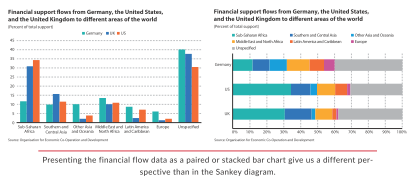 Financial support flows from Germany, the United States,
and the United Kingdom to different areas of the world
(Percent of total support)
Germany UK US
45
40
35
30
25
20
15
10
5
0
Sub-Saharan Africa
Southern and Central Asia
Other Asia and Oceania
Middle East and North Africa
Latin America and Caribbean
Europe
Unspecified
Source: Organisation for Economic Co-Operation and Development
Financial support flows from Germany, the United States,
and the United Kingdom to different areas of the world
(Percent of total support)
Sub-Saharan Africa Southern and Central Asia Other Asia and Oceania
Middle East and North Africa Latin America and Caribbean Europe
Unspecified
Germany
US
UK
0% 10% 20% 30% 40% 50% 60% 70% 80% 90% 100%
Source: Organisation for Economic Co-Operation and Development
Presenting the financial flow data as a paired or stacked bar chart give us a different per-
spective than in the Sankey diagram.